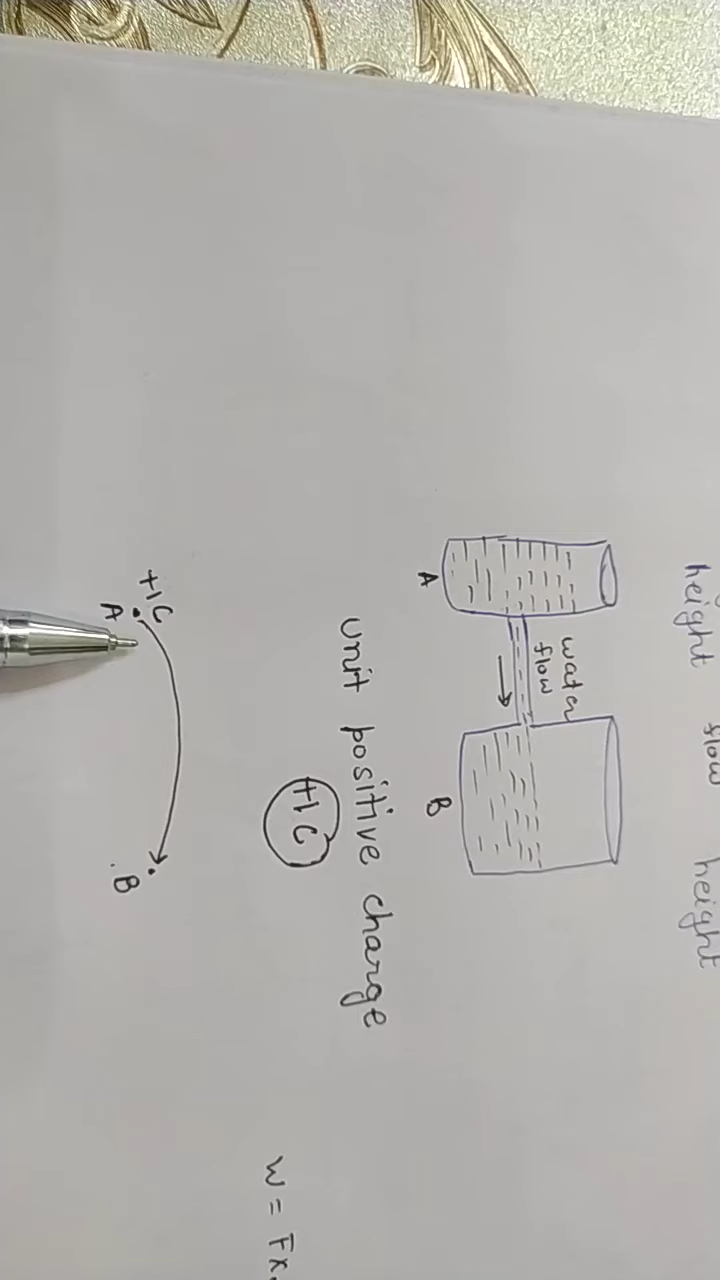 height flow height
water
flow
A
B
unit positive charge
+1C
W = Fx.
+1C
A
B